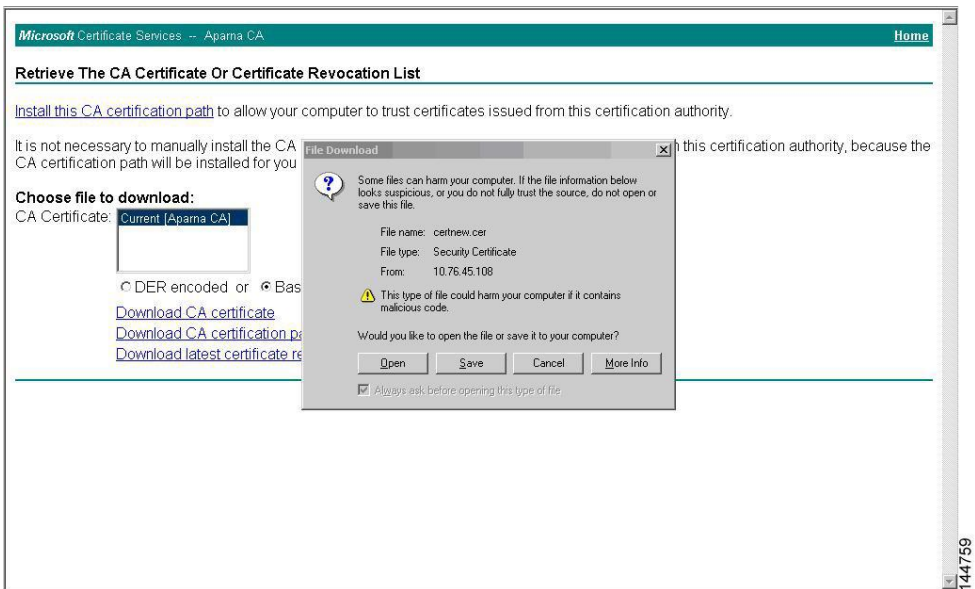 Microsoft Certificate Services -- Aparna CA Home
Retrieve The CA Certificate Or Certificate Revocation List
Install this CA certification path to allow your computer to trust certificates issued from this certification authority.
It is not necessary to manually install the CA
this certification authority, because the
CA certification path will be installed for you
Choose file to download:
CA Certificate: Current [Aparna CA]
DER encoded or Bas
Download CA certificate
Download CA certification pa
Download latest certificate re
File Download
Some files can harm your computer. If the file information below
looks suspicious, or you do not fully trust the source, do not open or
save this file.
File name: certnew.cer
File type: Security Certificate
From: 10.76.45.108
This type of file could harm your computer if it contains
malicious code.
Would you like to open the file or save it to your computer?
Open Save Cancel More Info
Always ask before opening this type of file
144759